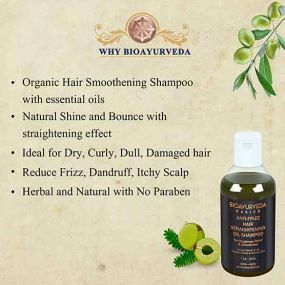 WHY BIOAYURVEDA
• Organic Hair Smoothening Shampoo
with essential oils
• Natural Shine and Bounce with
straightening effect
• Ideal for Dry, Curly, Dull, Damaged hair
• Reduce Frizz, Dandruff, Itchy Scalp
• Herbal and Natural with No Paraben
BIOAYURVEDA
BASICS
ANTI-FRIZZ
HAIR
STRAIGHTENING
OIL SHAMPOO